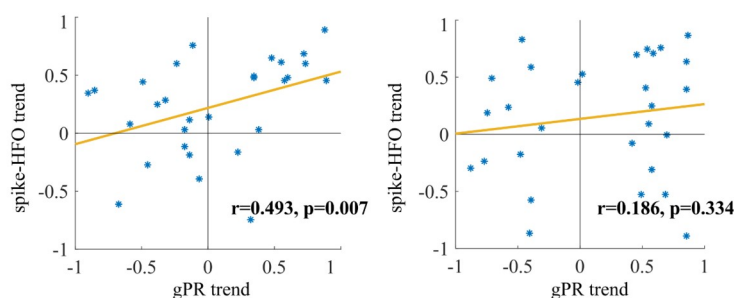 1
0.5
0
-0.5
-1
spike-HFO trend
r=0.493, p=0.007
-1 -0.5 0 0.5 1
gPR trend
1
0.5
0
-0.5
-1
spike-HFO trend
r=0.186, p=0.334
-1 -0.5 0 0.5 1
gPR trend